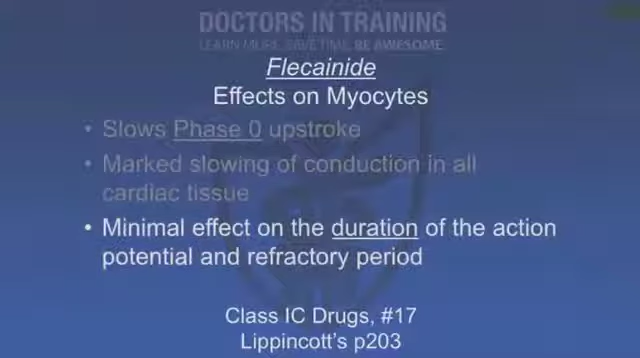 DOCTORS IN TRAINING
LEARN MORE. SAVE TIME. BE AWESOME.
Flecainide
Effects on Myocytes
• Slows Phase 0 upstroke
• Marked slowing of conduction in all
cardiac tissue
• Minimal effect on the duration of the action
potential and refractory period
Class IC Drugs, #17
Lippincott's p203